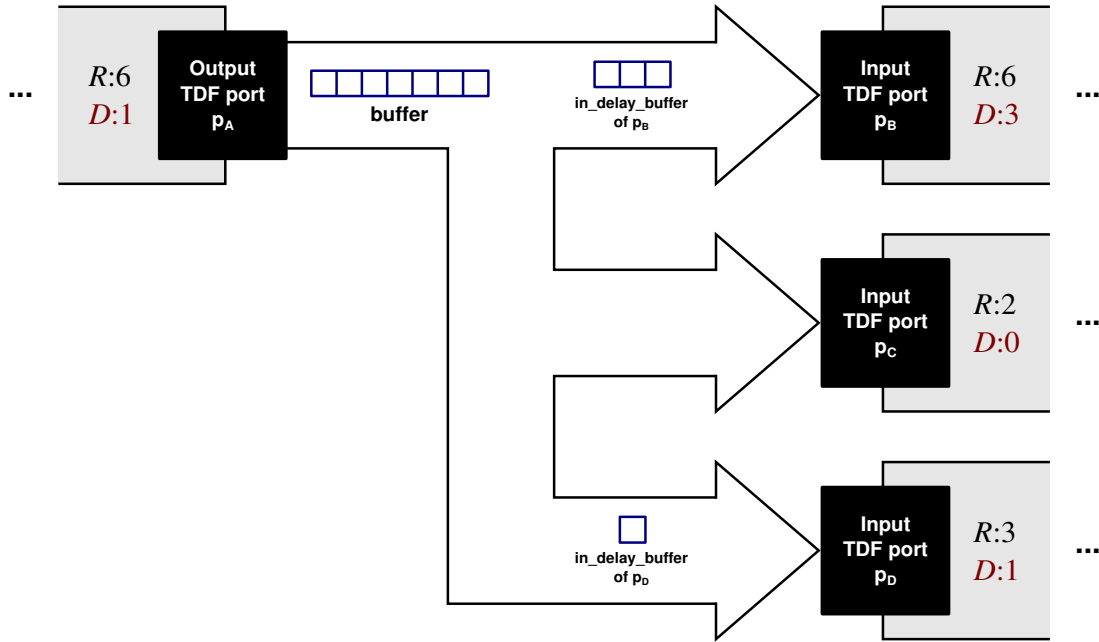 ...
R:6
D:1
Output
TDF port
pA
buffer
in_delay_buffer
of pB
Input
TDF port
pB
R:6
D:3
...
Input
TDF port
pC
R:2
D:0
...
in_delay_buffer
of pD
Input
TDF port
pD
R:3
D:1
...